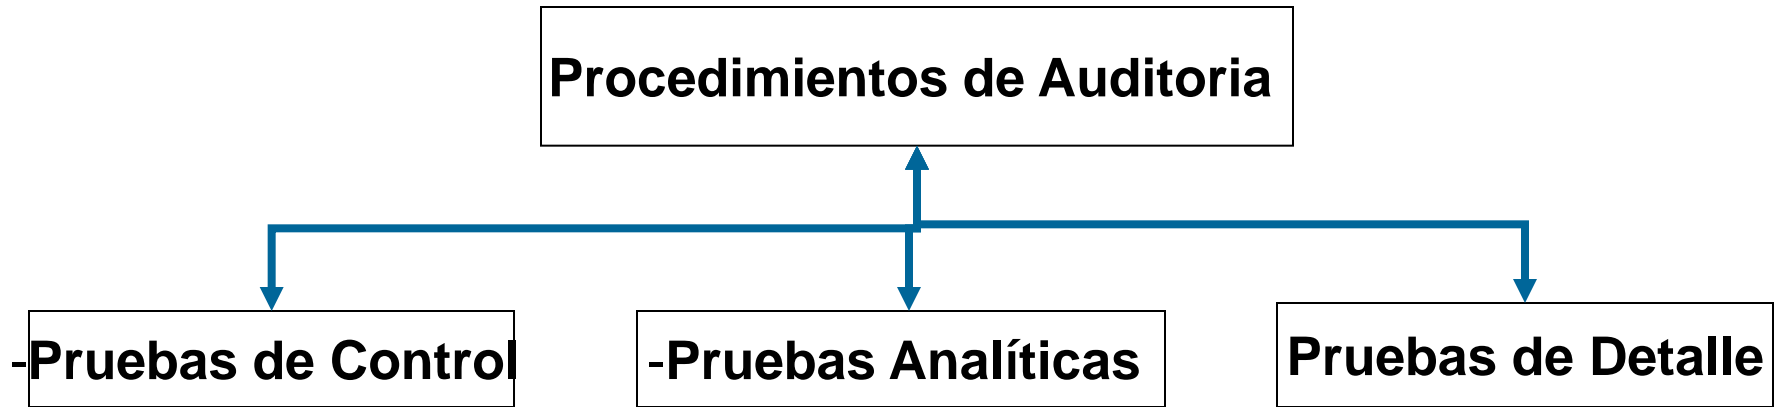 Procedimientos de Auditoria
-Pruebas de Control
-Pruebas Analíticas
Pruebas de Detalle